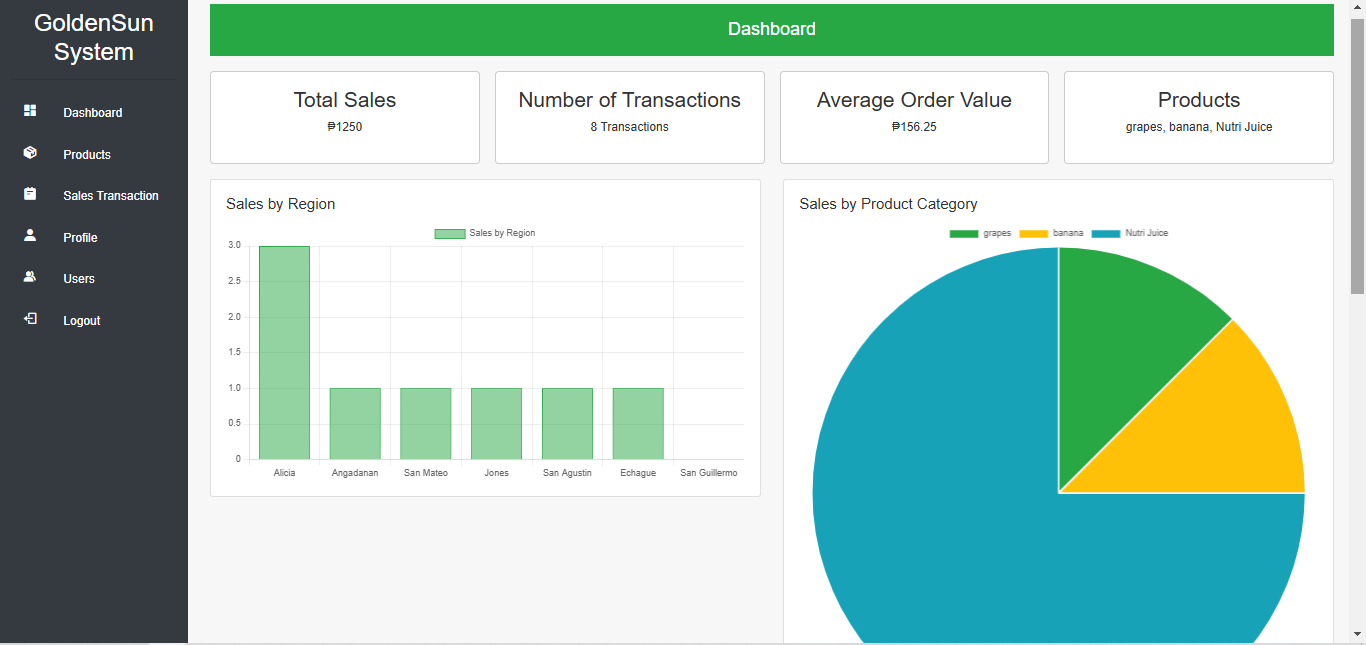 GoldenSun
System
Dashboard
Products
Sales Transaction
Profile
Users
Logout
Dashboard
Total Sales
₱1250
Number of Transactions
8 Transactions
Average Order Value
₱156.25
Products
grapes, banana, Nutri Juice
Sales by Region
Sales by Region
3.0
2.5
2.0
1.5
1.0
0.5
0
Alicia Angadanan San Mateo Jones San Agustin Echague San Guillermo
Sales by Product Category
grapes banana Nutri Juice